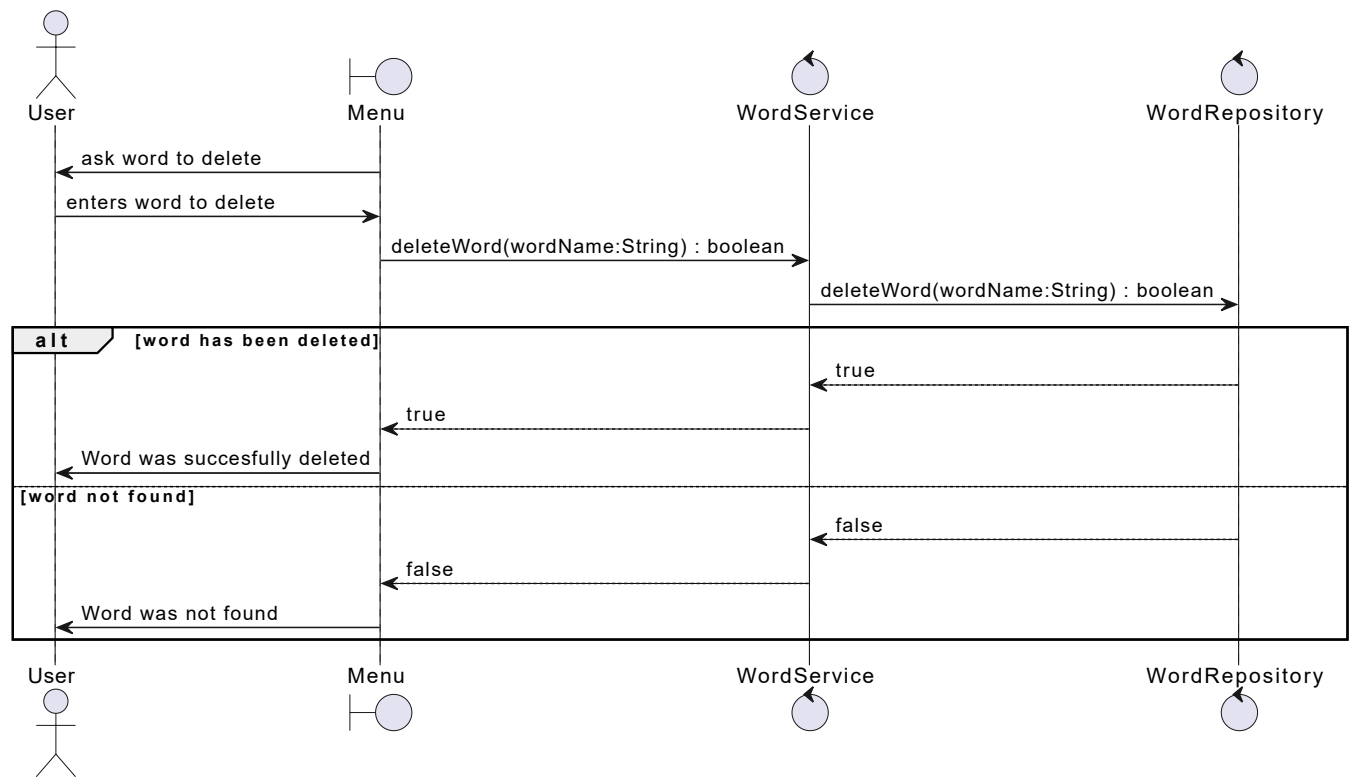 User
Menu
WordService
WordRepository
ask word to delete
enters word to delete
deleteWord(wordName:String) : boolean
deleteWord(wordName:String) : boolean
alt
[word has been deleted]
true
true
Word was succesfully deleted
[word not found]
false
false
Word was not found
User
Menu
WordService
WordRepository